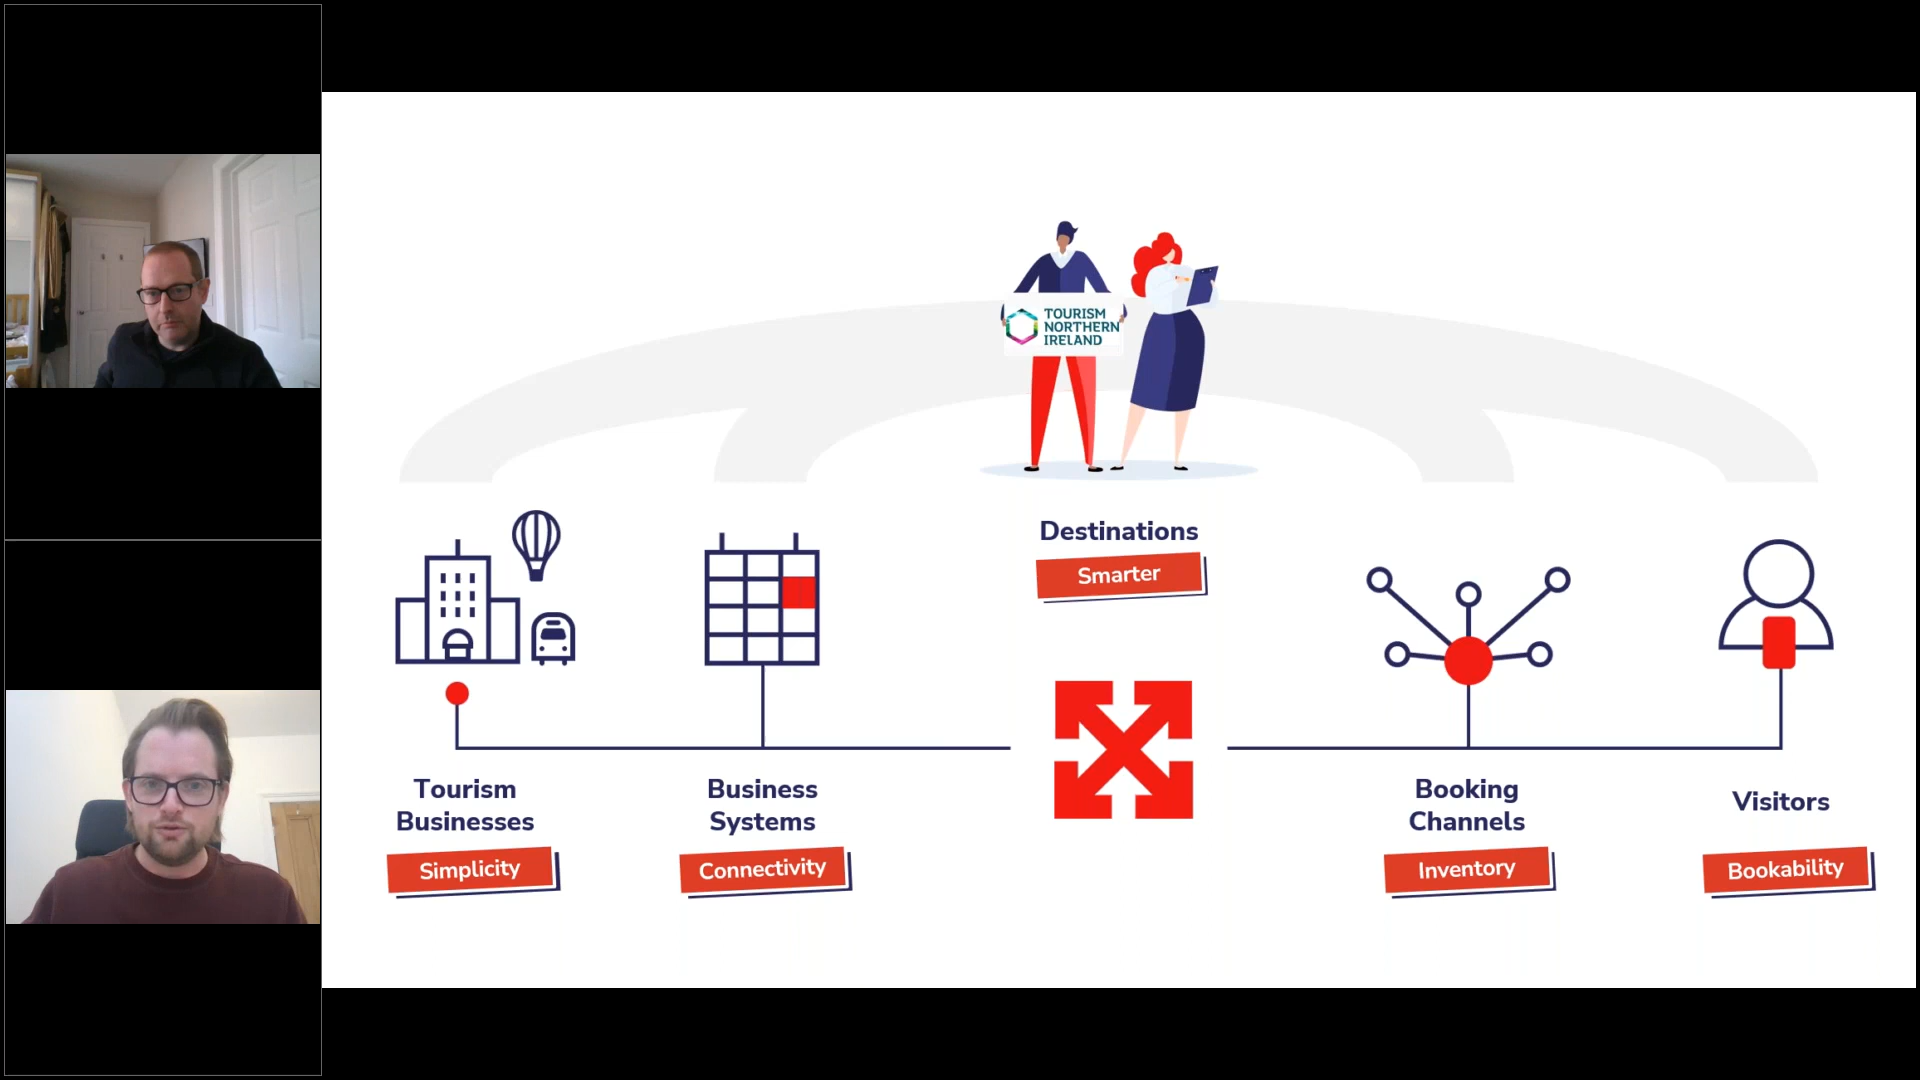 TOURISM
NORTHERN
IRELAND
Destinations
Smarter
Tourism
Businesses
Simplicity
Business
Systems
Connectivity
Booking
Channels
Inventory
Visitors
Bookability